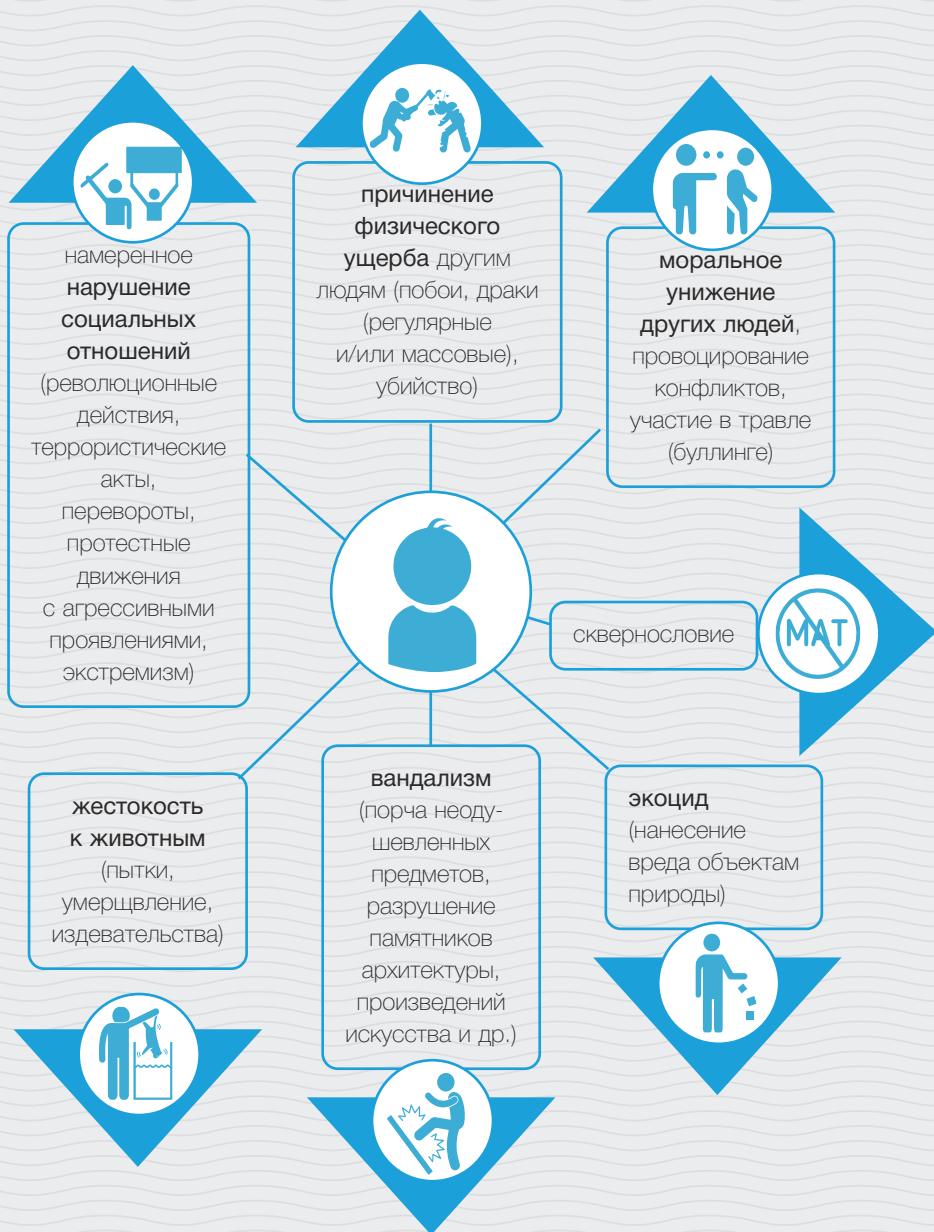 намеренное
нарушение
социальных
отношений
(революционные
действия,
террористические
акты,
перевороты,
протестные
движения
с агрессивными
проявлениями,
экстремизм)
причинение
физического
ущерба другим
людям (побои, драки
(регулярные
и/или массовые),
убийство)
моральное
унижение
других людей,
провоцирование
конфликтов,
участие в травле
(буллинге)
сквернословие
МАТ
жестокость
к животным
(пытки,
умерщвление,
издевательства)
вандализм
(порча неоду-
шевленных
предметов,
разрушение
памятников
архитектуры,
произведений
искусства и др.)
экоцид
(нанесение
вреда объектам
природы)